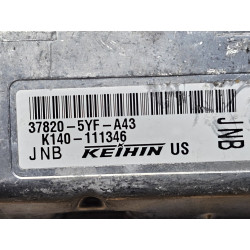 37820-5YF-A43
K140-111346
JNB KEIHIN US
JNB